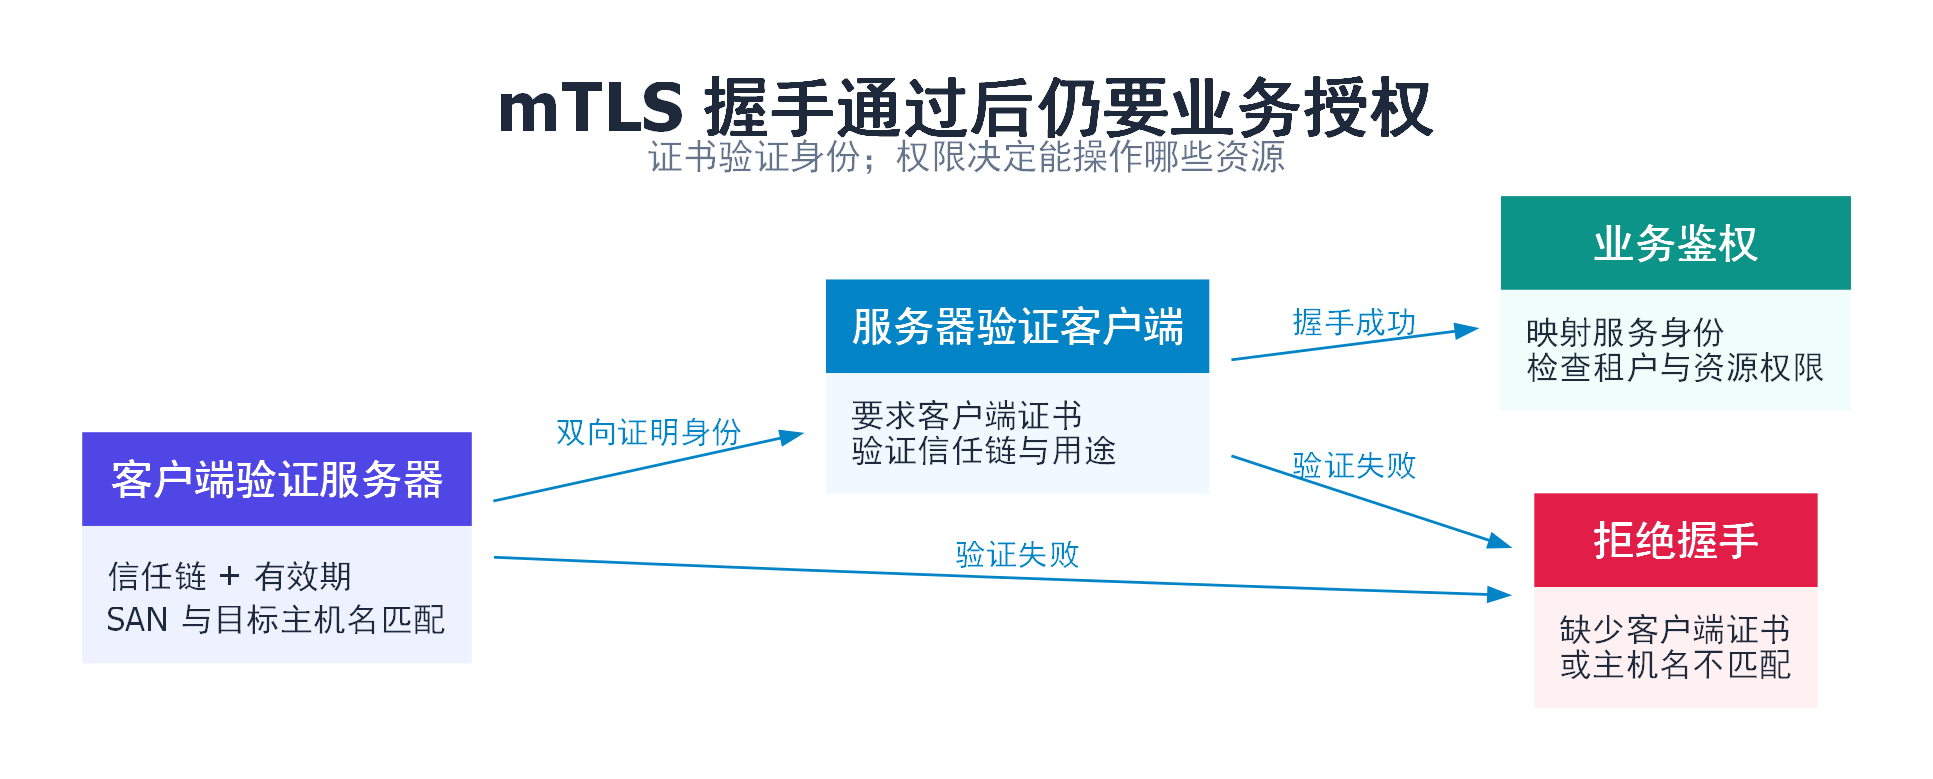 mTLS 握手通过后仍要业务授权
证书验证身份；权限决定能操作哪些资源
客户端验证服务器
信任链 + 有效期
SAN 与目标主机名匹配
双向证明身份
服务器验证客户端
要求客户端证书
验证信任链与用途
握手成功
业务鉴权
映射服务身份
检查租户与资源权限
验证失败
验证失败
拒绝握手
缺少客户端证书
或主机名不匹配